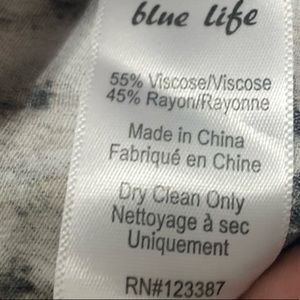 blue life
55% Viscose/Viscose
45% Rayon/Rayonne
Made in China
Fabriqué en Chine
Dry Clean Only
Nettoyage à sec
Uniquement
RN#123387